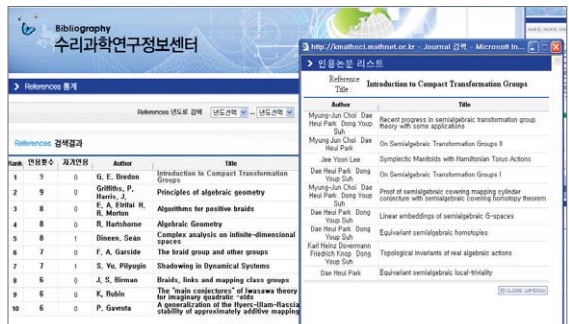 Bibliography
수리과학연구정보센터
References 통계
References 년도로 검색 년도선택 ~ 년도선택
References 검색결과
Rank 인용횟수 자기인용 Author Title
1 9 0 G. E. Bredon Introduction to Compact Transformation Groups
2 9 0 Griffiths, P. Harris, J. Principles of algebraic geometry
3 8 0 E. A. Elrifai H. R. Morton Algorithms for positive braids
4 8 0 R. Hartshorne Algebraic Geometry
5 8 1 Dineen, Seán Complex analysis on infinite-dimensional spaces
6 7 0 F. A. Garside The braid group and other groups
7 7 1 S. Yu. Pilyugin Shadowing in Dynamical Systems
8 6 0 J. S. Birman Braids, links and mapping class groups
9 6 0 K. Rubin The "main conjectures" of Iwasawa theory for imaginary quadratic
10 6 0 P. Gavruta A generalization of the Hyers-Ulam-Rassia stability of approximately additive mapping
http://kmathsci.mathnet.or.kr - Journal 검색 - Microsoft In...
인용논문 리스트
Reference Title : Introduction to Compact Transformation Groups
Author Title
Myung-Jun Choi Dae Heui Park Dong Youp Suh Recent progress in semialgebraic transformation group theory with some applications
Myung Jun Choi Dae Heui Park On Semialgebraic Transformation Groups II
Jee Yoon Lee Symplectic Manifolds with Hamiltonian Torus Actions
Dae Heui Park Dong Youp Suh On Semialgebraic Transformation Groups I
Myung-Jun Choi Dae Heui Park Dong Youp Suh Proof of semialgebraic covering mapping cylinder conjecture with semialgebraic covering homotopy theorem
Dae Heui Park Dong Youp Suh Linear embeddings of semialgebraic G-spaces
Dae Heui Park Dong Youp Suh Equivariant semialgebraic homotopies
Karl Heinz Dovermann Friedrich Knop Dong Youp Suh Topological invariants of real algebraic actions
Dae Heui Park Equivariant semialgebraic local-triviality
CLOSE WINDOW